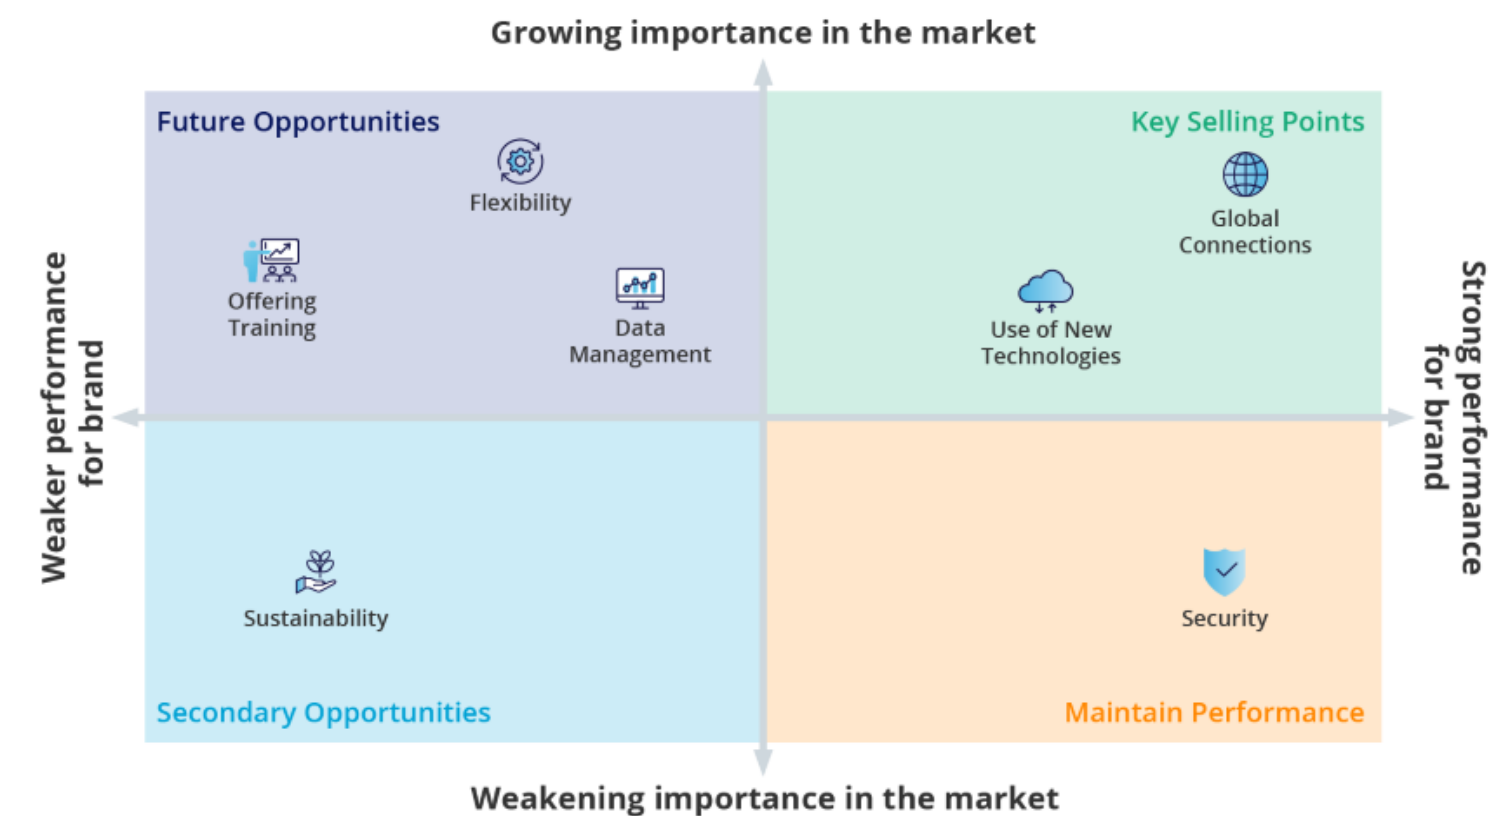 Growing importance in the market
Future Opportunities
Key Selling Points
Flexibility
Global
Connections
Offering
Training
Data
Management
Use of New
Technologies
Weaker performance
for brand
Strong performance
for brand
Sustainability
Security
Secondary Opportunities
Maintain Performance
Weakening importance in the market